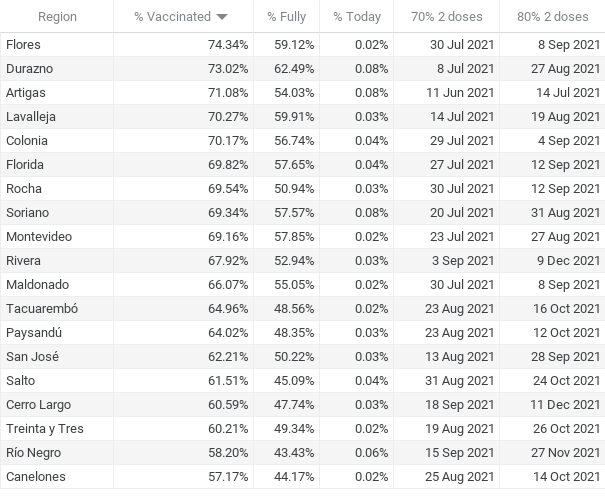 Region % Vaccinated % Fully % Today 70% 2 doses 80% 2 doses
Flores 74.34% 59.12% 0.02% 30 Jul 2021 8 Sep 2021
Durazno 73.02% 62.49% 0.08% 8 Jul 2021 27 Aug 2021
Artigas 71.08% 54.03% 0.08% 11 Jun 2021 14 Jul 2021
Lavalleja 70.27% 59.91% 0.03% 14 Jul 2021 19 Aug 2021
Colonia 70.17% 56.74% 0.04% 29 Jul 2021 4 Sep 2021
Florida 69.82% 57.65% 0.04% 27 Jul 2021 12 Sep 2021
Rocha 69.54% 50.94% 0.03% 30 Jul 2021 12 Sep 2021
Soriano 69.34% 57.57% 0.08% 20 Jul 2021 31 Aug 2021
Montevideo 69.16% 57.85% 0.02% 23 Jul 2021 27 Aug 2021
Rivera 67.92% 52.94% 0.03% 3 Sep 2021 9 Dec 2021
Maldonado 66.07% 55.05% 0.02% 30 Jul 2021 8 Sep 2021
Tacuarembó 64.96% 48.56% 0.02% 23 Aug 2021 16 Oct 2021
Paysandú 64.02% 48.35% 0.03% 23 Aug 2021 12 Oct 2021
San José 62.21% 50.22% 0.03% 13 Aug 2021 28 Sep 2021
Salto 61.51% 45.09% 0.04% 31 Aug 2021 24 Oct 2021
Cerro Largo 60.59% 47.74% 0.03% 18 Sep 2021 11 Dec 2021
Treinta y Tres 60.21% 49.34% 0.02% 19 Aug 2021 26 Oct 2021
Río Negro 58.20% 43.43% 0.06% 15 Sep 2021 27 Nov 2021
Canelones 57.17% 44.17% 0.02% 25 Aug 2021 14 Oct 2021